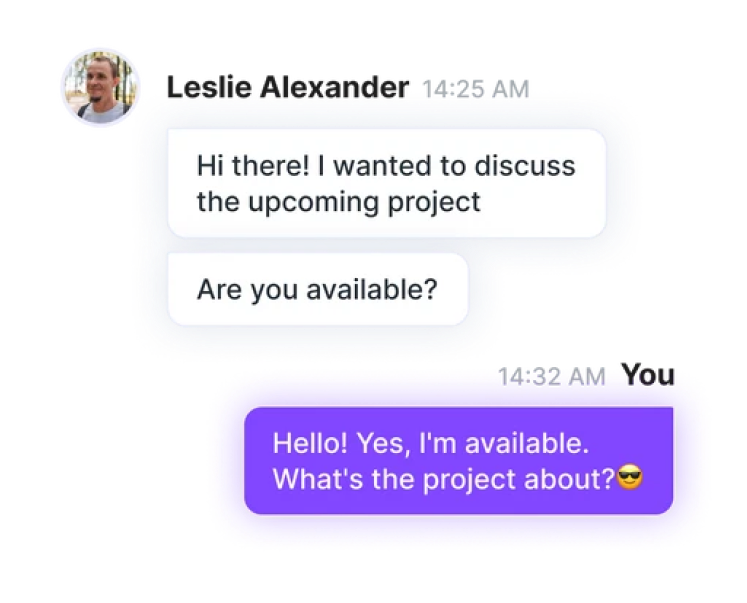 Leslie Alexander 14:25 AM
Hi there! I wanted to discuss
the upcoming project
Are you available?
14:32 AM You
Hello! Yes, I'm available.
What's the project about?😎